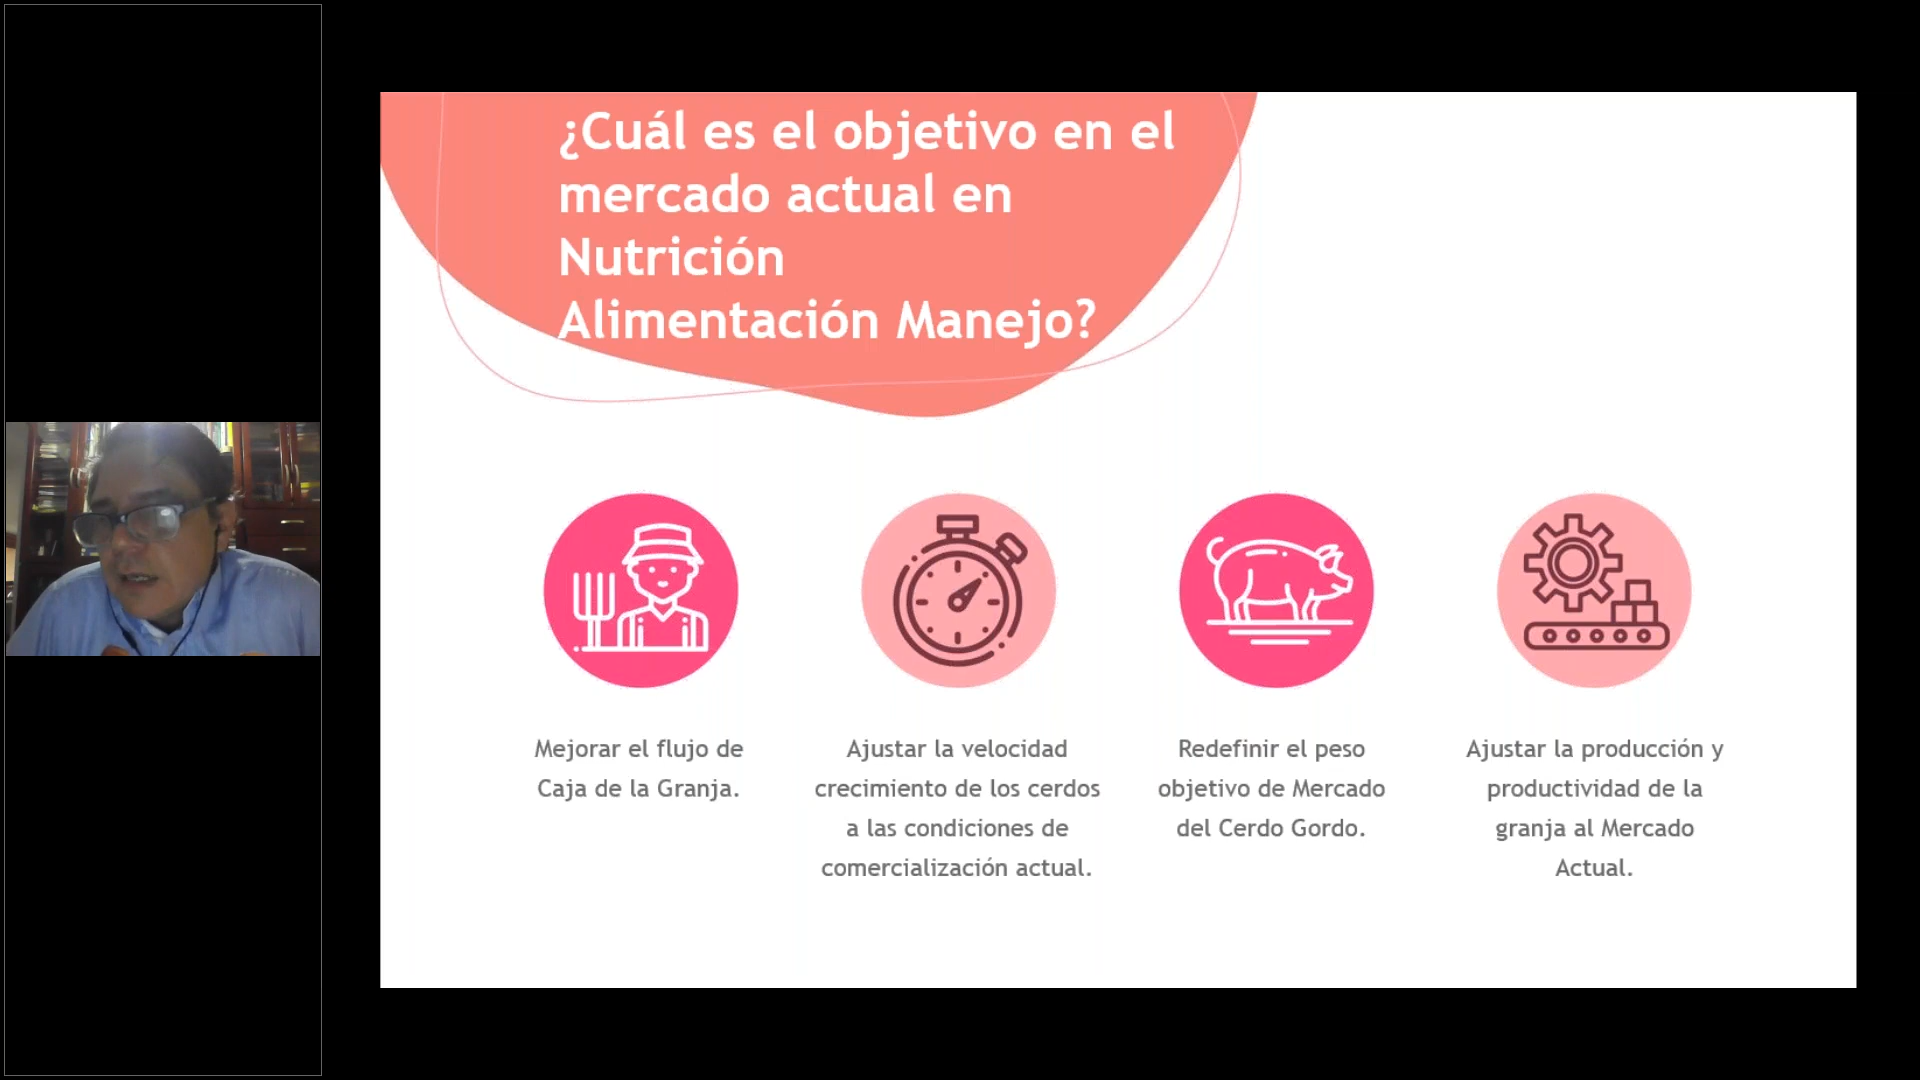 ¿Cuál es el objetivo en el
mercado actual en
Nutrición
Alimentación Manejo?
Mejorar el flujo de
Caja de la Granja.
Ajustar la velocidad
crecimiento de los cerdos
a las condiciones de
comercialización actual.
Redefinir el peso
objetivo de Mercado
del Cerdo Gordo.
Ajustar la producción y
productividad de la
granja al Mercado
Actual.